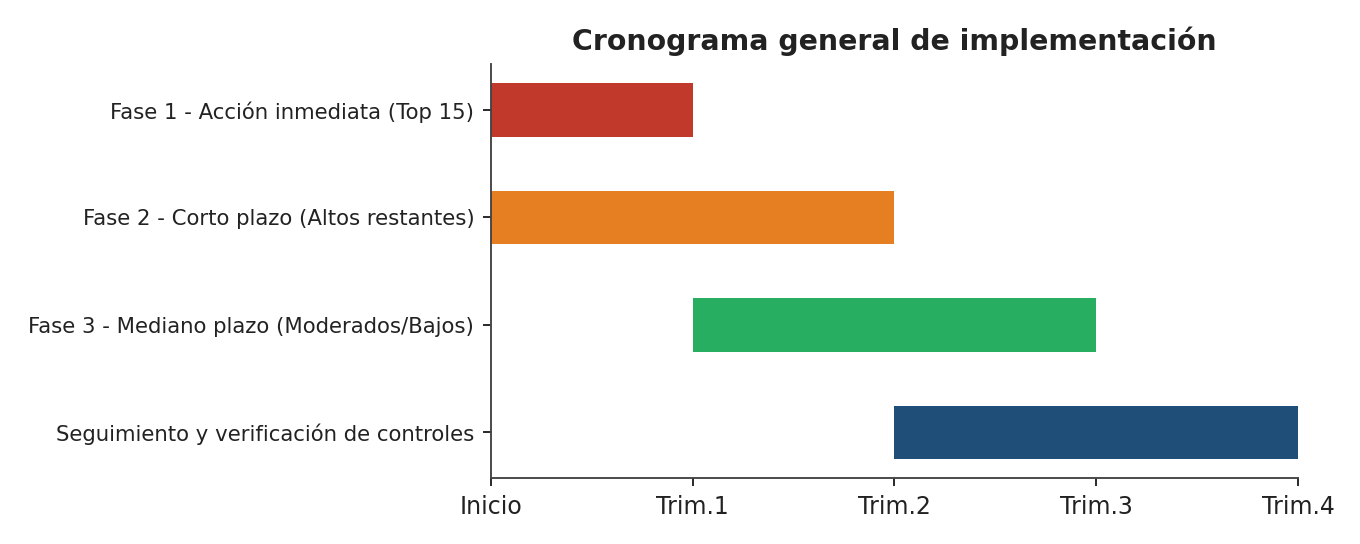 Cronograma general de implementación
Fase 1 - Acción inmediata (Top 15)
Fase 2 - Corto plazo (Altos restantes)
Fase 3 - Mediano plazo (Moderados/Bajos)
Seguimiento y verificación de controles
Inicio Trim.1 Trim.2 Trim.3 Trim.4